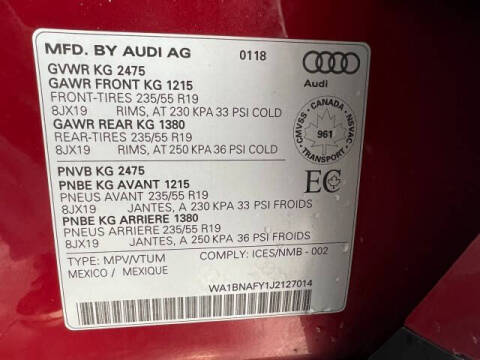 MFD. BY AUDI AG 0118
Audi
GVWR KG 2475
GAWR FRONT KG 1215
FRONT-TIRES 235/55 R19
8JX19 RIMS, AT 230 KPA 33 PSI COLD
GAWR REAR KG 1380
REAR-TIRES 235/55 R19
8JX19 RIMS, AT 250 KPA 36 PSI COLD
CMVSS · CANADA · NSVAC
961
TRANSPORT
PNVB KG 2475
PNBE KG AVANT 1215
PNEUS AVANT 235/55 R19
8JX19 JANTES, A 230 KPA 33 PSI FROIDS
PNBE KG ARRIERE 1380
PNEUS ARRIERE 235/55 R19
8JX19 JANTES, A 250 KPA 36 PSI FROIDS
EC
TYPE: MPV/VTUM COMPLY: ICES/NMB - 002
MEXICO / MEXIQUE
WA1BNAFY1J2127014